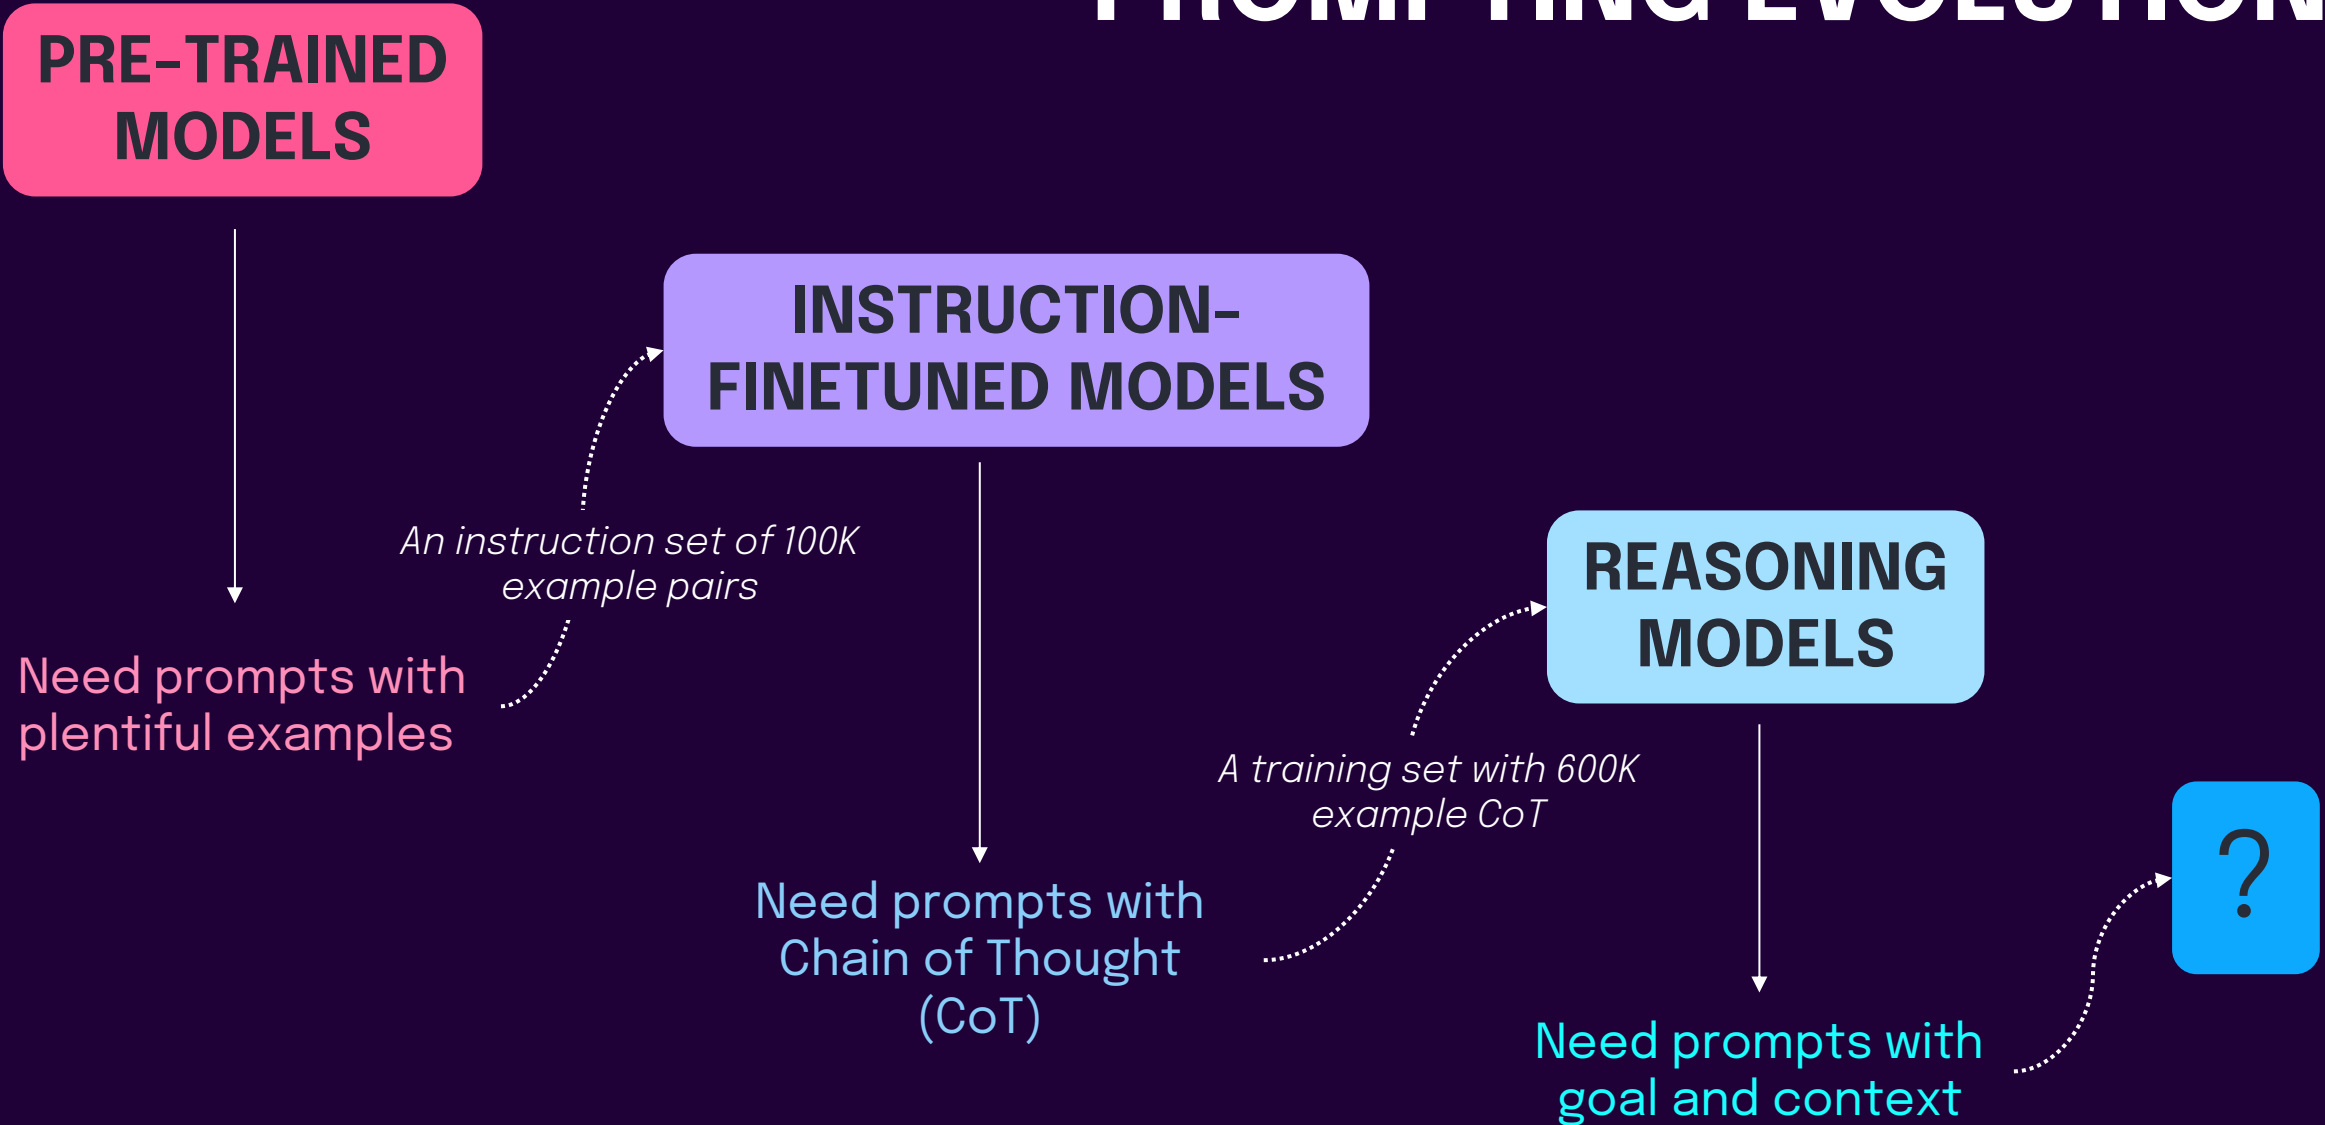 PROMPTING EVOLUTION
PRE-TRAINED
MODELS
INSTRUCTION-
FINETUNED MODELS
An instruction set of 100K
example pairs
REASONING
MODELS
Need prompts with
plentiful examples
A training set with 600K
example CoT
?
Need prompts with
Chain of Thought
(CoT)
Need prompts with
goal and context